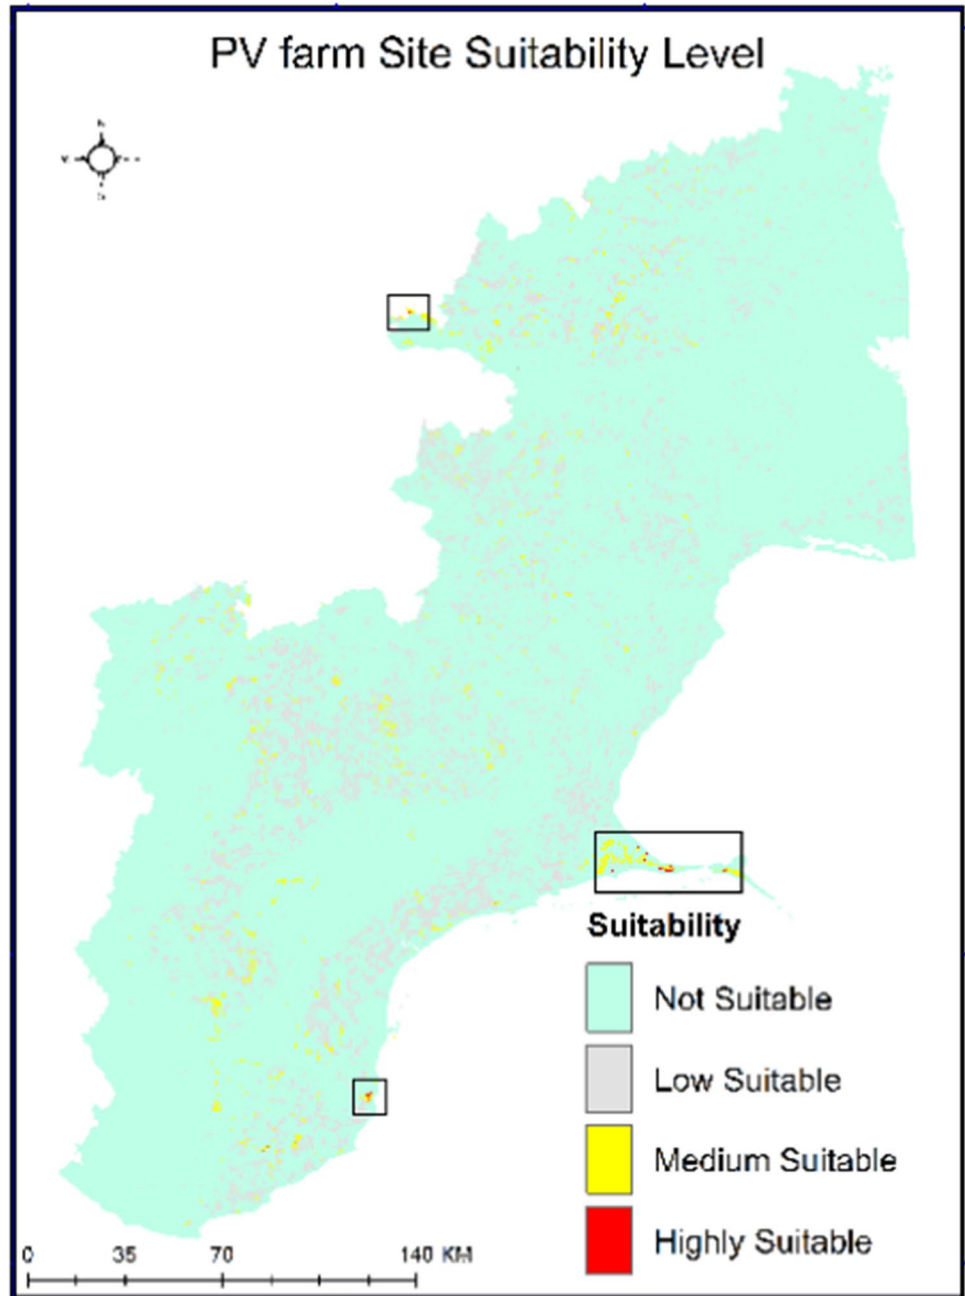 PV farm Site Suitability Level
N
S
Suitability
Not Suitable
Low Suitable
Medium Suitable
Highly Suitable
0 35 70 140 KM